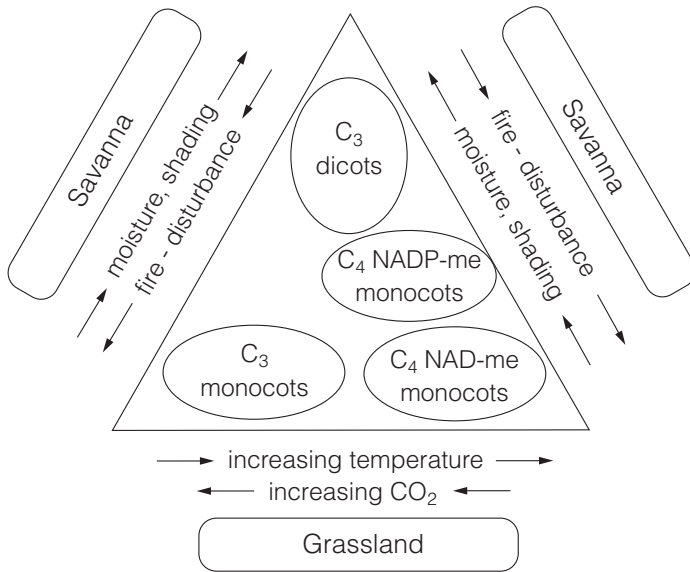 Savanna
moisture, shading
fire - disturbance
C₃
dicots
C₄ NADP-me
monocots
C₃
monocots
C₄ NAD-me
monocots
fire - disturbance
moisture, shading
Savanna
increasing temperature
increasing CO₂
Grassland